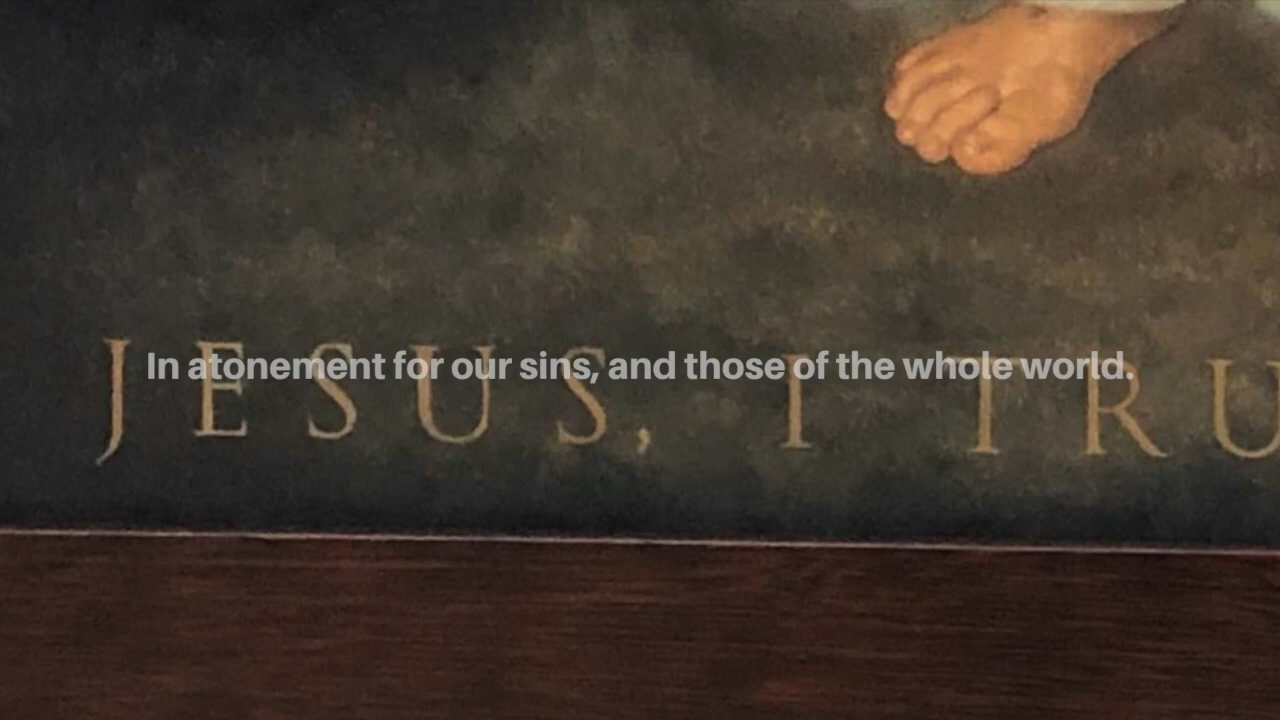 In atonement for our sins, and those of the whole world.
JESUS, I TRU